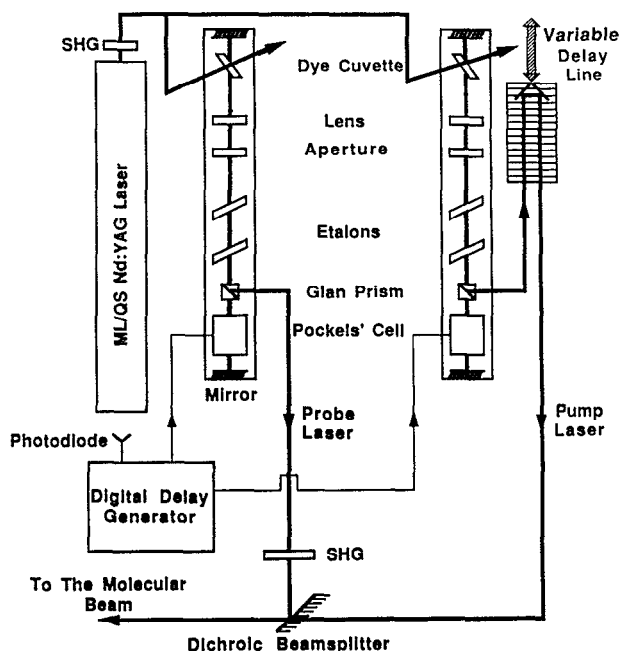 SHG
Variable
Delay
Line
Dye Cuvette
Lens
Aperture
Etalons
Glan Prism
Pockels' Cell
ML/QS Nd:YAG Laser
Mirror
Probe
Laser
Pump
Laser
Photodiode
Digital Delay
Generator
SHG
To The Molecular
Beam
Dichroic Beamsplitter